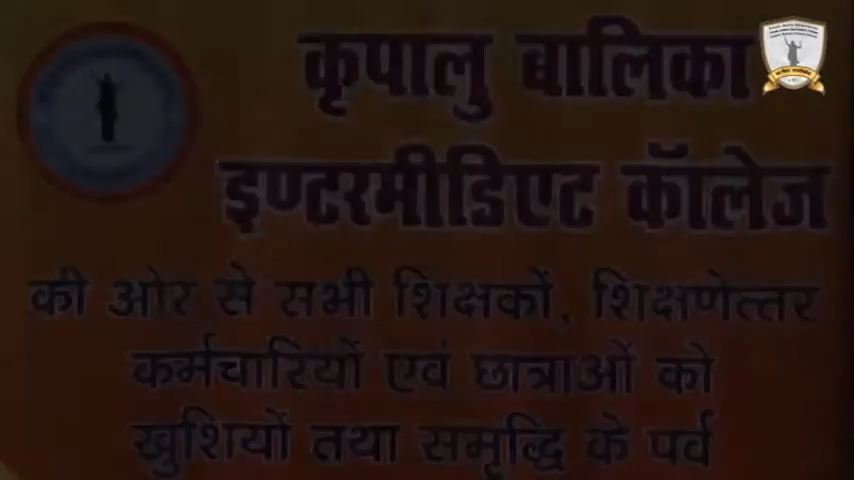 कृपालु बालिका
इण्टरमीडिएट कॉलेज
की ओर से सभी शिक्षकों, शिक्षणेत्तर
कर्मचारियों एवं छात्राओं को
खुशियों तथा समृद्धि के पर्व